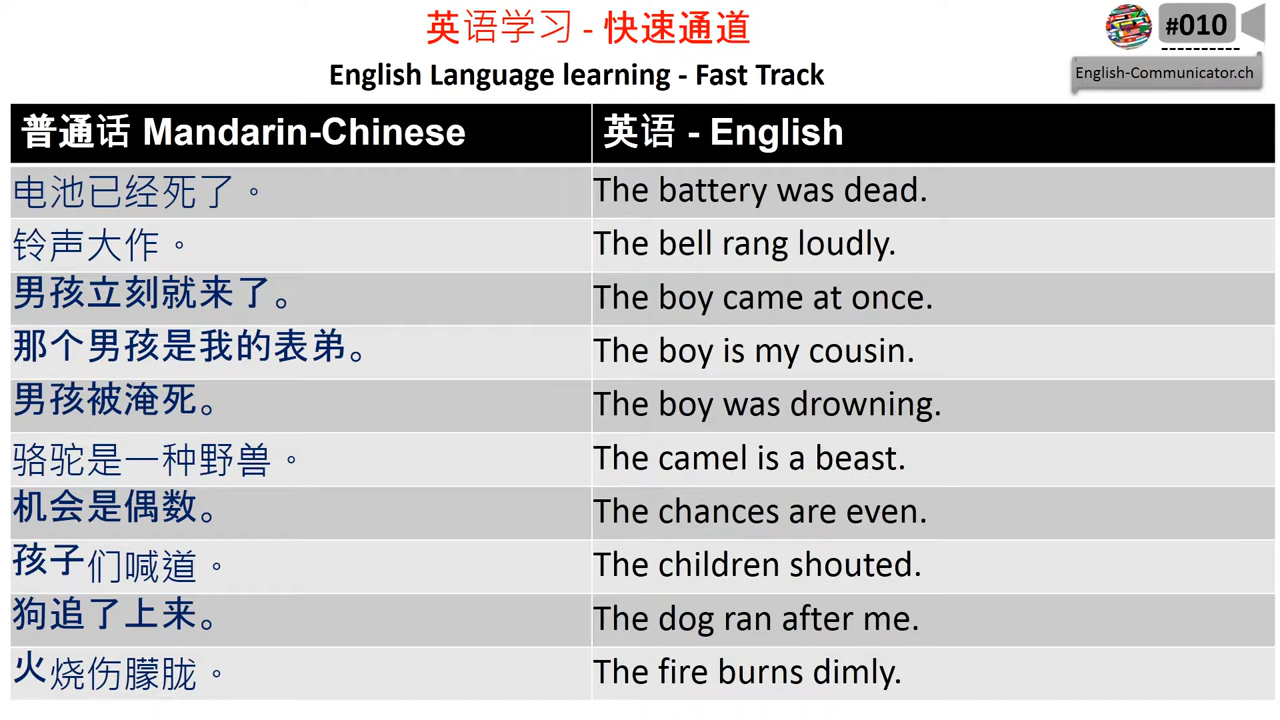 英语学习 - 快速通道
#010
English Language learning - Fast Track
English-Communicator.ch
普通话 Mandarin-Chinese
英语 - English
电池已经死了。
The battery was dead.
铃声大作。
The bell rang loudly.
男孩立刻就来了。
The boy came at once.
那个男孩是我的表弟。
The boy is my cousin.
男孩被淹死。
The boy was drowning.
骆驼是一种野兽。
The camel is a beast.
机会是偶数。
The chances are even.
孩子们喊道。
The children shouted.
狗追了上来。
The dog ran after me.
火烧伤朦胧。
The fire burns dimly.